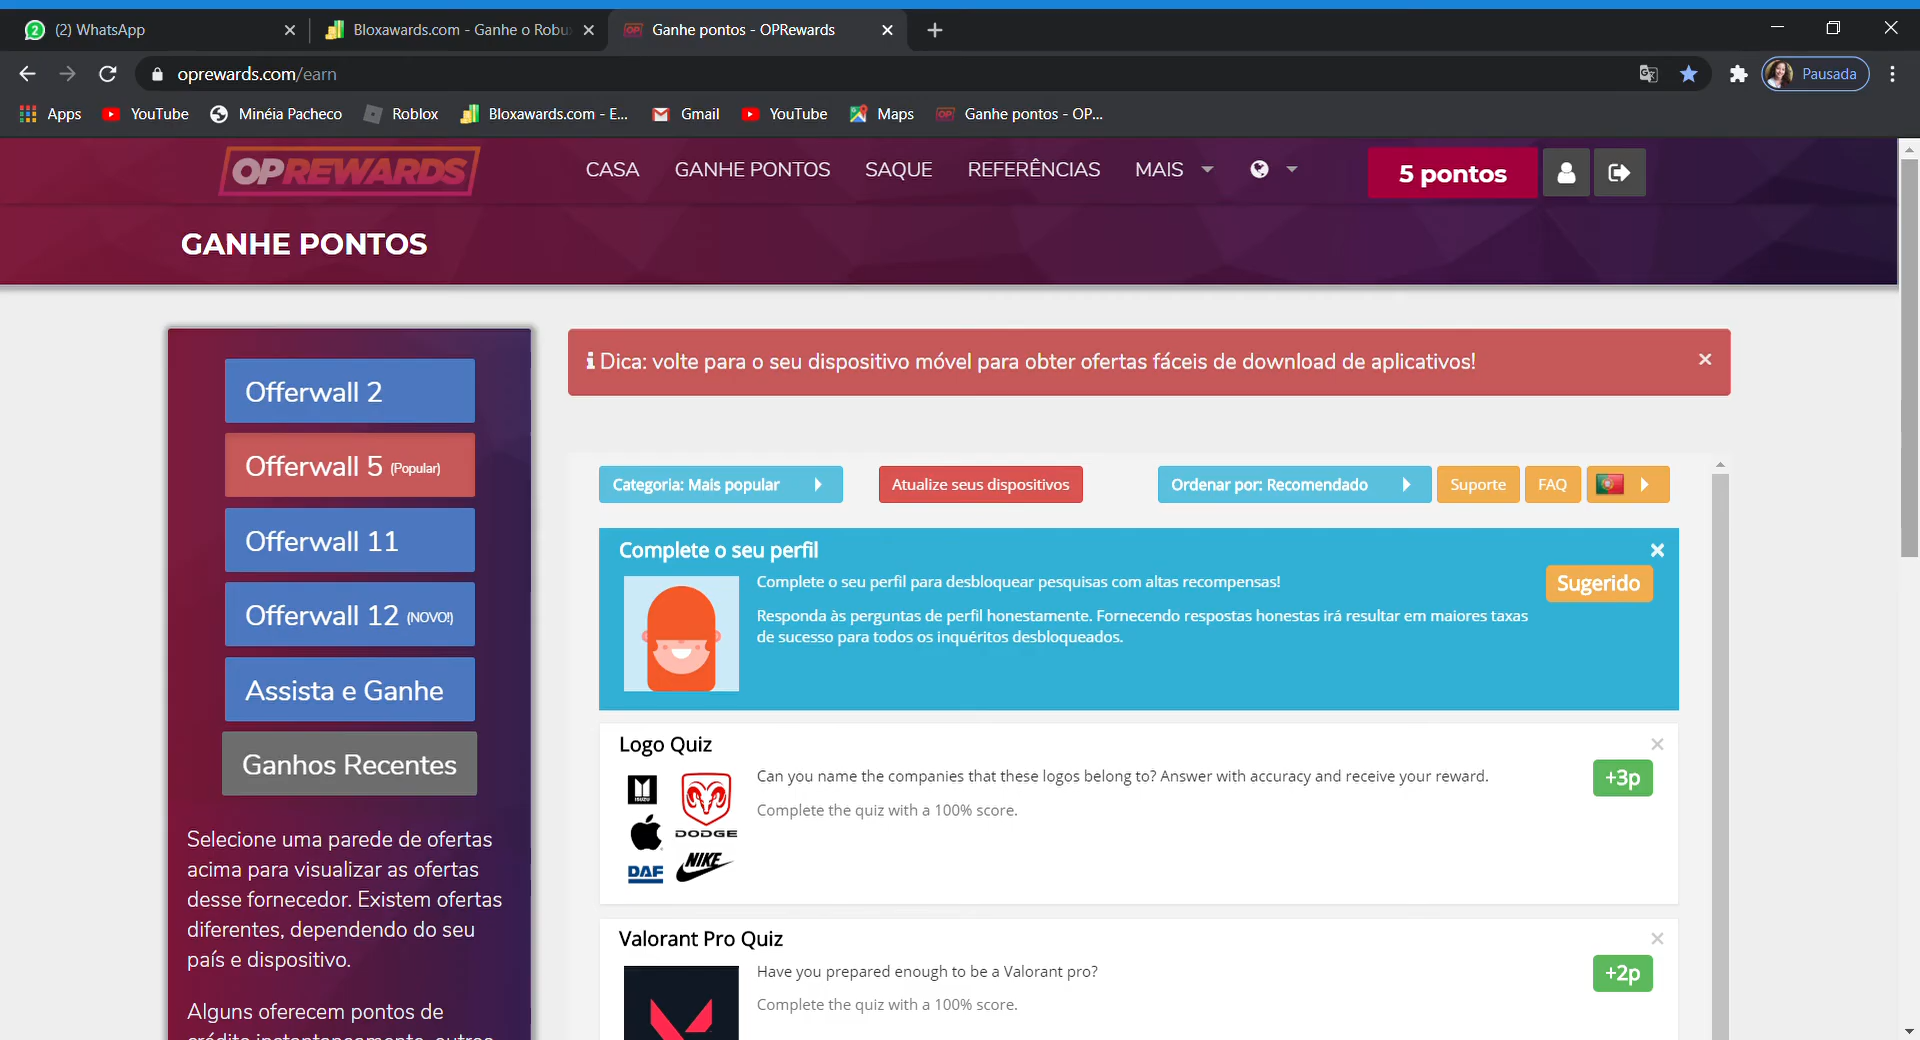 (2) WhatsApp
Bloxawards.com - Ganhe o Robu
Ganhe pontos - OPRewards
oprewards.com/earn
Pausada
Apps
YouTube
Minéia Pacheco
Roblox
Bloxawards.com - E...
Gmail
YouTube
Maps
Ganhe pontos - OP...
OPREWARDS
CASA
GANHE PONTOS
SAQUE
REFERÊNCIAS
MAIS
5 pontos
GANHE PONTOS
Offerwall 2
Offerwall 5 (Popular)
Offerwall 11
Offerwall 12 (NOVO!)
Assista e Ganhe
Ganhos Recentes
Selecione uma parede de ofertas
acima para visualizar as ofertas
desse fornecedor. Existem ofertas
diferentes, dependendo do seu
país e dispositivo.
Alguns oferecem pontos de
crédito instantaneamente, outros
Dica: volte para o seu dispositivo móvel para obter ofertas fáceis de download de aplicativos!
Categoria: Mais popular
Atualize seus dispositivos
Ordenar por: Recomendado
Suporte
FAQ
Complete o seu perfil
Complete o seu perfil para desbloquear pesquisas com altas recompensas!
Sugerido
Responda às perguntas de perfil honestamente. Fornecendo respostas honestas irá resultar em maiores taxas
de sucesso para todos os inquéritos desbloqueados.
Logo Quiz
Can you name the companies that these logos belong to? Answer with accuracy and receive your reward.
+3p
Complete the quiz with a 100% score.
ISUZU
DODGE
DAF
NIKE
Valorant Pro Quiz
Have you prepared enough to be a Valorant pro?
+2p
Complete the quiz with a 100% score.